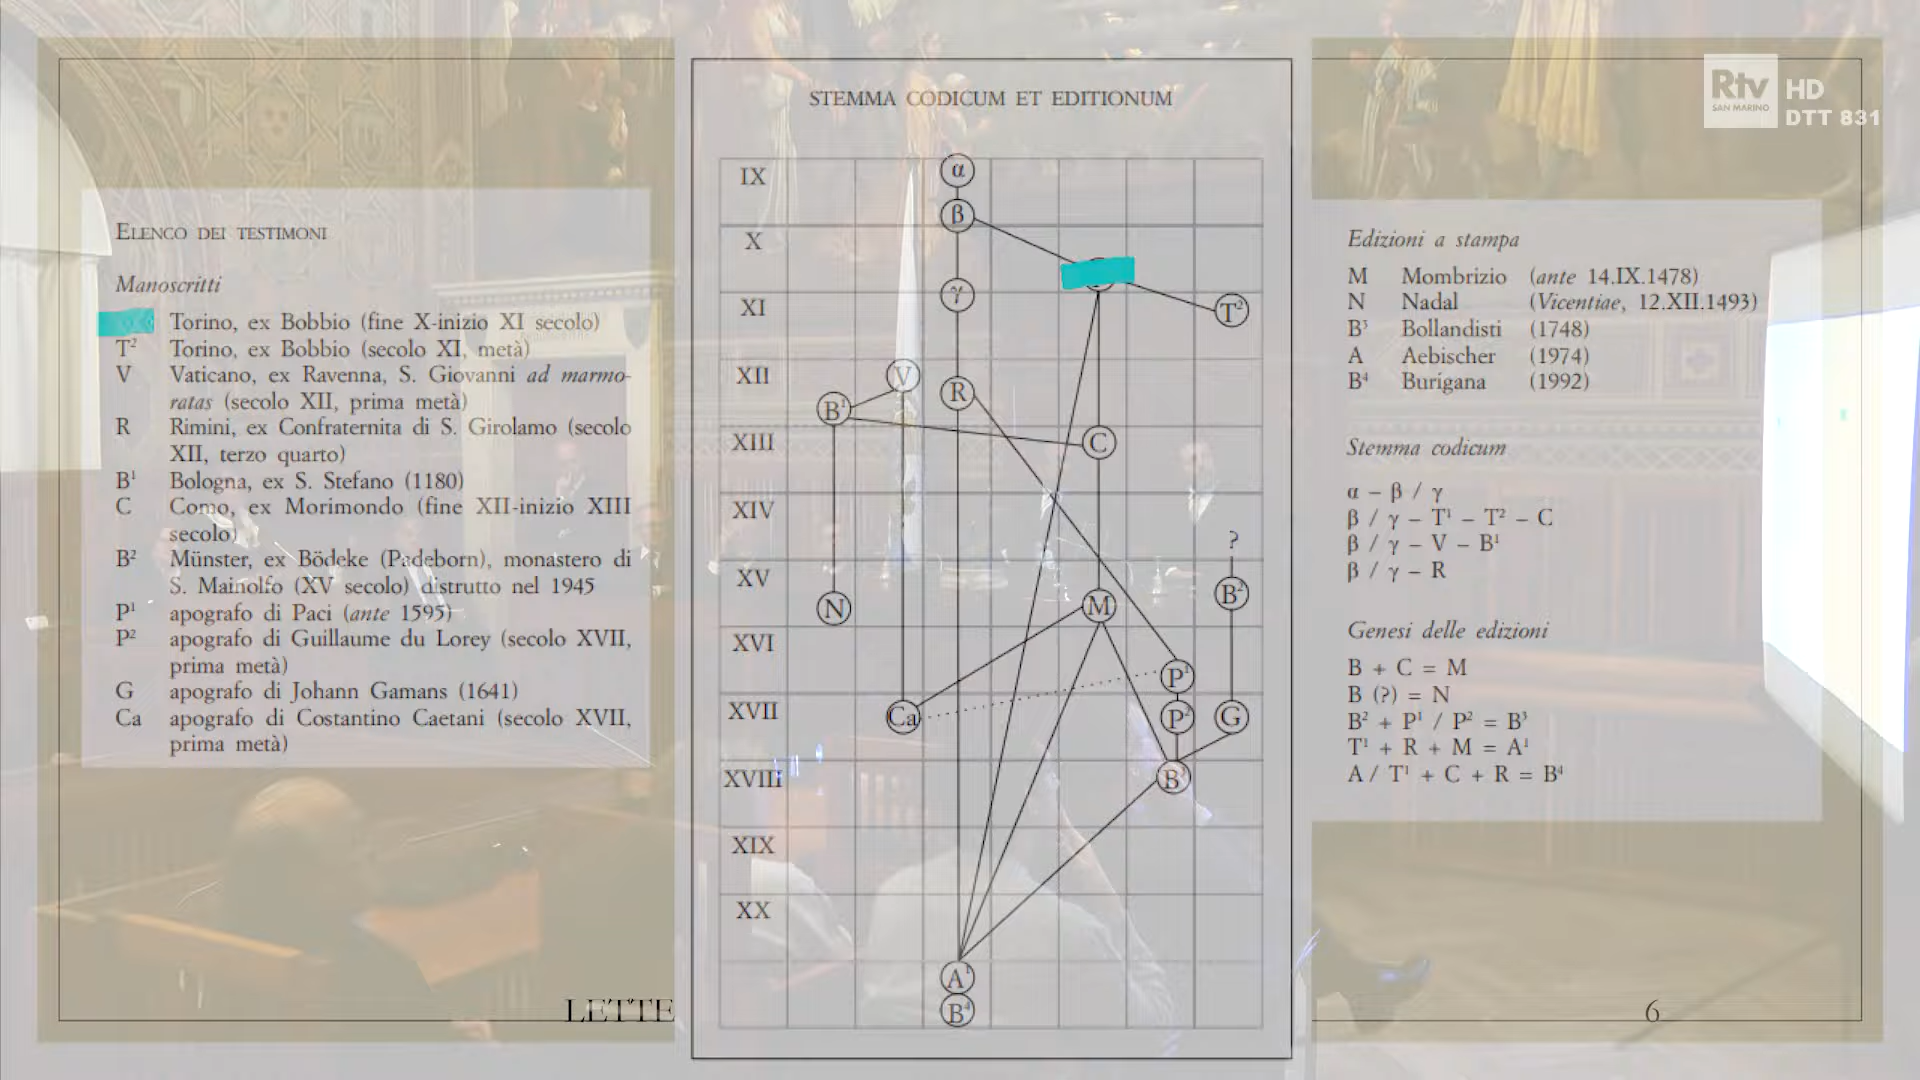 Rtv
SAN MARINO
HD
DTT 831
ELENCO DEI TESTIMONI
Manoscritti
Torino, ex Bobbio (fine X-inizio XI secolo)
T² Torino, ex Bobbio (secolo XI, metà)
V Vaticano, ex Ravenna, S. Giovanni ad marmo-
ratas (secolo XII, prima metà)
R Rimini, ex Confraternita di S. Girolamo (secolo
XII, terzo quarto)
B¹ Bologna, ex S. Stefano (1180)
C Como, ex Morimondo (fine XII-inizio XIII
secolo)
B² Münster, ex Bödeke (Padeborn), monastero di
S. Mainolfo (XV secolo) distrutto nel 1945
P¹ apografo di Paci (ante 1595)
P² apografo di Guillaume du Lorey (secolo XVII,
prima metà)
G apografo di Johann Gamans (1641)
Ca apografo di Costantino Caetani (secolo XVII,
prima metà)
LETTE
STEMMA CODICUM ET EDITIONUM
IX α
β
X
γ
XI T²
XII V
R
B¹
XIII C
XIV
?
XV B²
N M
XVI
P¹
XVII Ca P² G
XVIII B³
XIX
XX
A¹
B⁴
Edizioni a stampa
M Mombrizio (ante 14.IX.1478)
N Nadal (Vicentiae, 12.XII.1493)
B³ Bollandisti (1748)
A Aebischer (1974)
B⁴ Burigana (1992)
Stemma codicum
α – β / γ
β / γ – T¹ – T² – C
β / γ – V – B¹
β / γ – R
Genesi delle edizioni
B + C = M
B (?) = N
B² + P¹ / P² = B³
T¹ + R + M = A¹
A / T¹ + C + R = B⁴
6